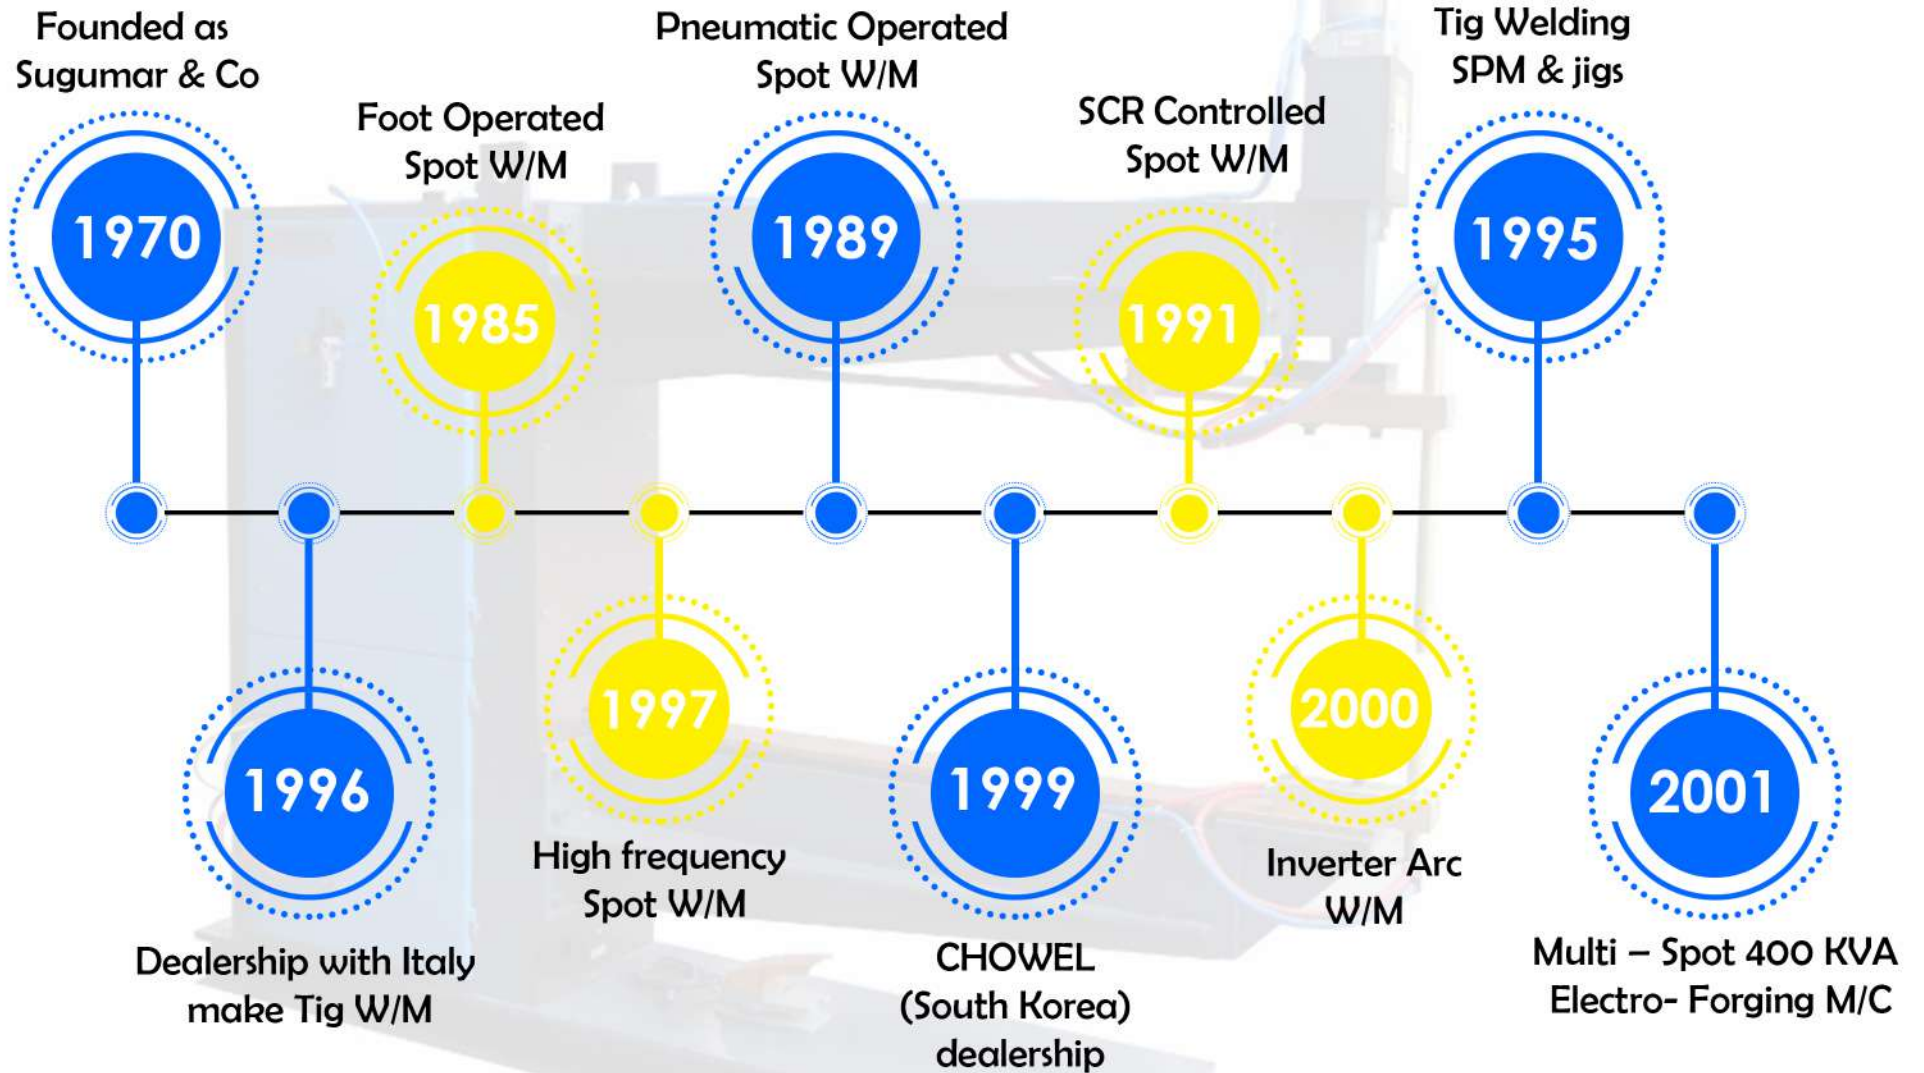 Founded as
Sugumar & Co
1970
Foot Operated
Spot W/M
1985
Pneumatic Operated
Spot W/M
1989
SCR Controlled
Spot W/M
1991
Tig Welding
SPM & jigs
1995
1996
Dealership with Italy
make Tig W/M
1997
High frequency
Spot W/M
1999
CHOWEL
(South Korea)
dealership
2000
Inverter Arc
W/M
2001
Multi – Spot 400 KVA
Electro- Forging M/C